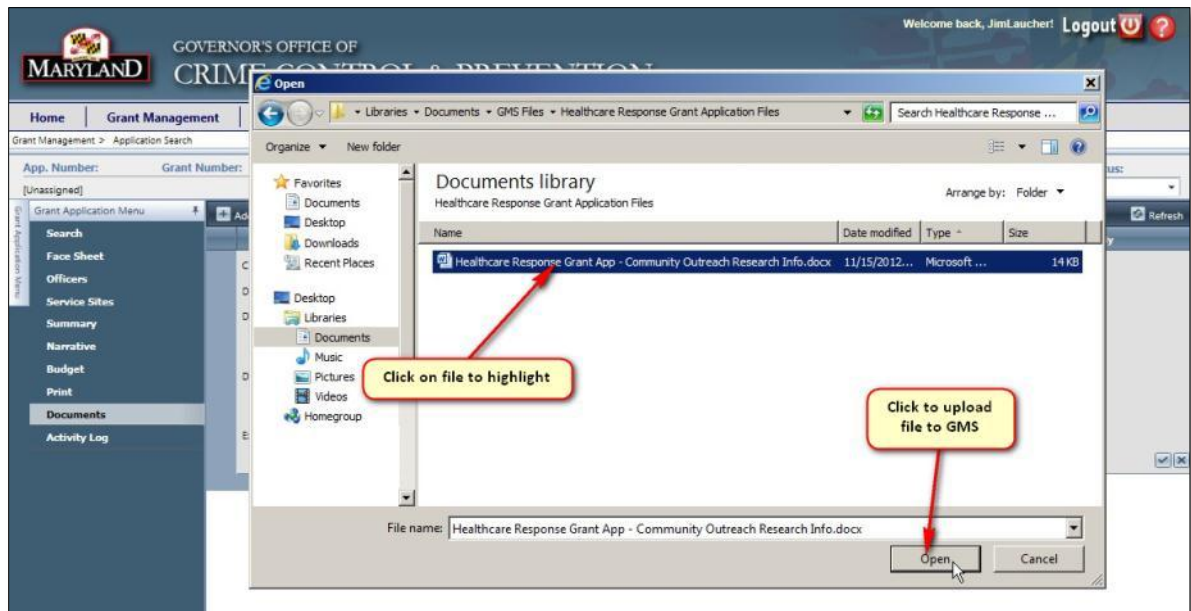 Welcome back, JimLaucher! Logout
GOVERNOR'S OFFICE OF
MARYLAND
CRIME CONTROL & PREVENTION
Open
Libraries Documents GMS Files Healthcare Response Grant Application Files
Search Healthcare Response ...
Home Grant Management
Grant Management > Application Search
Organize New folder
App. Number: Grant Number:
[Unassigned]
Grant Application Menu
Grant Application Menu
Search
Face Sheet
Officers
Service Sites
Summary
Narrative
Budget
Print
Documents
Activity Log
Refresh
Favorites
Documents
Desktop
Downloads
Recent Places
Desktop
Libraries
Documents
Music
Pictures
Videos
Homegroup
Documents library
Healthcare Response Grant Application Files
Arrange by: Folder
Name Date modified Type Size
Healthcare Response Grant App - Community Outreach Research Info.docx 11/15/2012... Microsoft ... 14 KB
Click on file to highlight
Click to upload
file to GMS
File name: Healthcare Response Grant App - Community Outreach Research Info.docx
Open Cancel